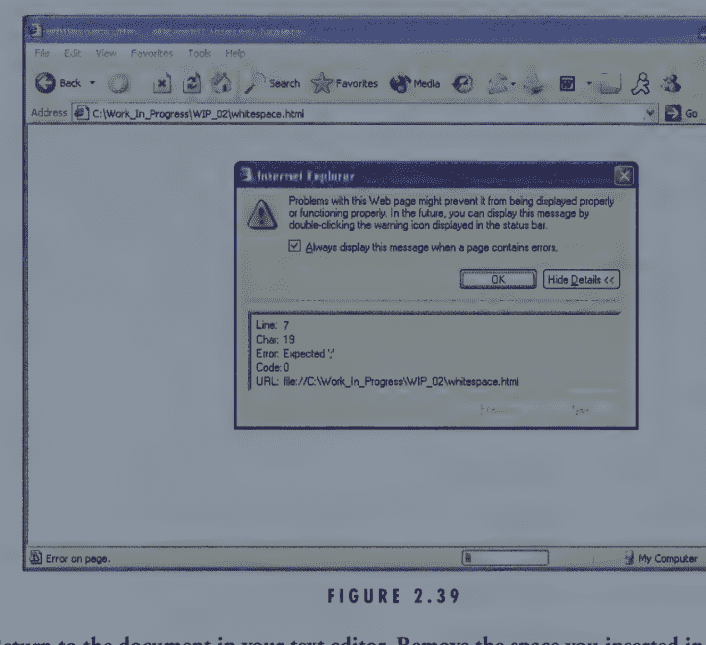 whitespace.html - Microsoft Internet Explorer
File Edit View Favorites Tools Help
Back Search Favorites Media
Address C:\Work_In_Progress\WIP_02\whitespace.html Go
Internet Explorer
Problems with this Web page might prevent it from being displayed properly
or functioning properly. In the future, you can display this message by
double-clicking the warning icon displayed in the status bar.
Always display this message when a page contains errors.
OK Hide Details <<
Line: 7
Char: 19
Error: Expected ';'
Code: 0
URL: file://C:\Work_In_Progress\WIP_02\whitespace.html
Error on page. My Computer
FIGURE 2.39
Return to the document in your text editor. Remove the space you inserted in